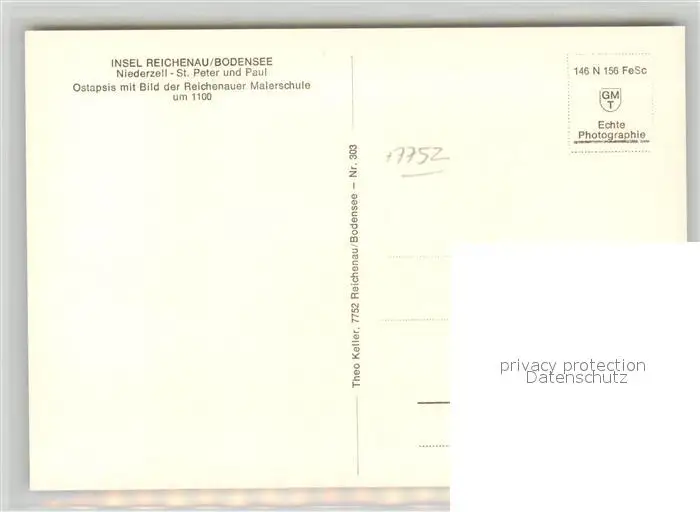 INSEL REICHENAU/BODENSEE
Niederzell - St. Peter und Paul
Ostapsis mit Bild der Reichenauer Malerschule
um 1100
Theo Keller, 7752 Reichenau/Bodensee – Nr. 303
7752
146 N 156 FeSc
GM
T
Echte
Photographie
privacy protection
Datenschutz